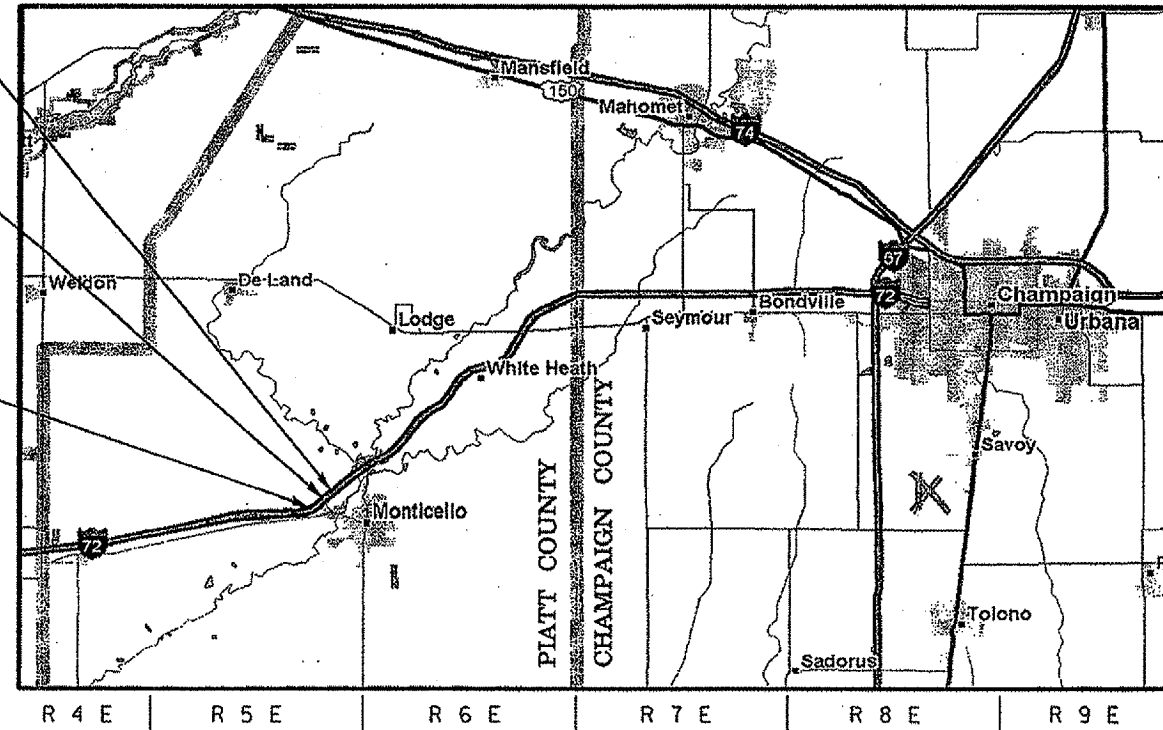 Mansfield
150
Mahomet
74
57
Weldon
De Land
72
Bondville
Champaign
Lodge
Seymour
Urbana
White Heath
Savoy
Monticello
72
PIATT COUNTY
CHAMPAIGN COUNTY
Tolono
Sadorus
R 4 E
R 5 E
R 6 E
R 7 E
R 8 E
R 9 E